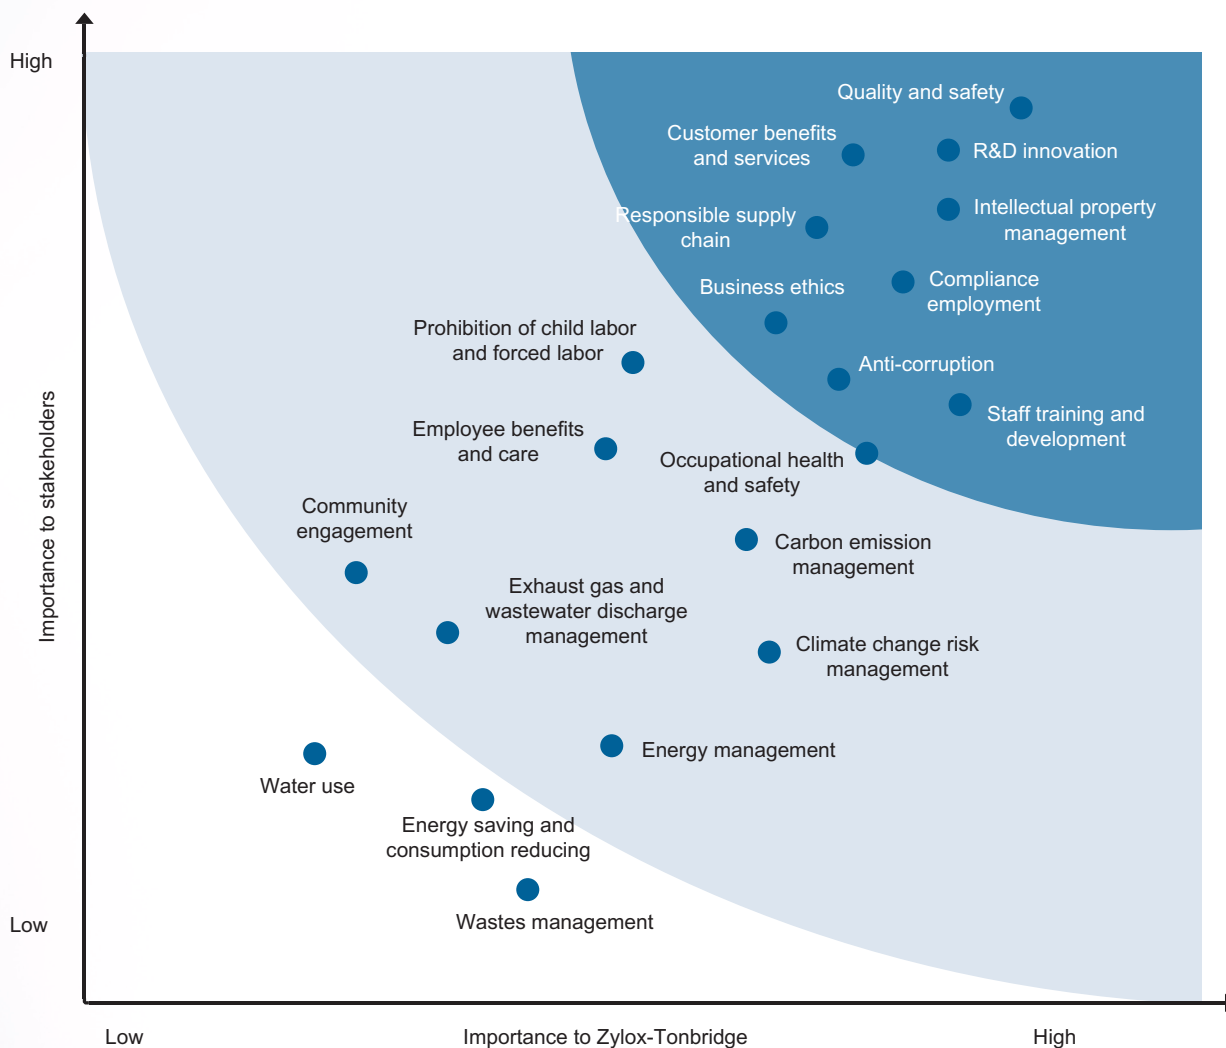 High
Quality and safety
Customer benefits
and services
R&D innovation
Responsible supply
chain
Intellectual property
management
Business ethics
Compliance
employment
Prohibition of child labor
and forced labor
Anti-corruption
Staff training and
development
Employee benefits
and care
Occupational health
and safety
Community
engagement
Carbon emission
management
Exhaust gas and
wastewater discharge
management
Climate change risk
management
Energy management
Water use
Energy saving and
consumption reducing
Wastes management
Importance to stakeholders
Low
Low
Importance to Zylox-Tonbridge
High